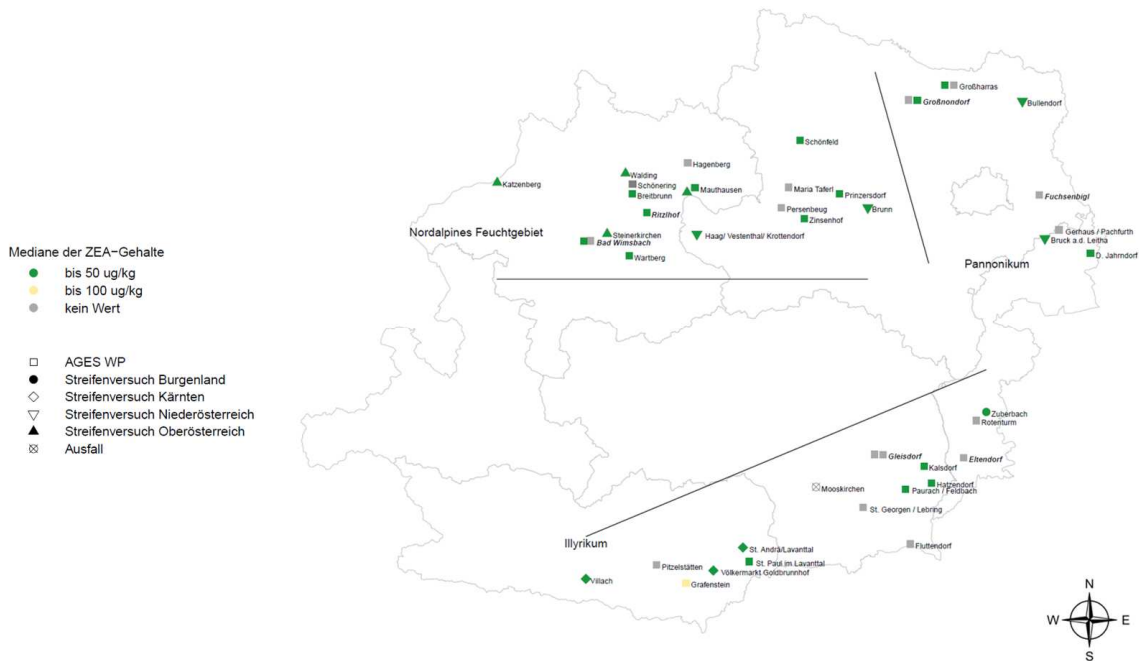 Großharras
Großnondorf
Bullendorf
Schönfeld
Hagenberg
Walding
Katzenberg
Schönering
Breitbrunn
Mauthausen
Maria Taferl
Prinzersdorf
Fuchsenbigl
Ritzlhof
Persenbeug
Brunn
Zinsenhof
Nordalpines Feuchtgebiet
Steinerkirchen
Haag/ Vestenthal/ Krottendorf
Gerhaus / Pachfurth
Bad Wimsbach
Bruck a.d. Leitha
Wartberg
D. Jahrndorf
Pannonikum
Mediane der ZEA-Gehalte
bis 50 ug/kg
bis 100 ug/kg
kein Wert
AGES WP
Streifenversuch Burgenland
Streifenversuch Kärnten
Streifenversuch Niederösterreich
Streifenversuch Oberösterreich
Ausfall
Zuberbach
Rotenturm
Gleisdorf
Eltendorf
Kalsdorf
Hatzendorf
Mooskirchen
Paurach / Feldbach
St. Georgen / Lebring
Illyrikum
Fluttendorf
St. Andrä/Lavanttal
St. Paul im Lavanttal
Pitzelstätten
Völkermarkt Goldbrunnhof
Villach
Grafenstein
N
W E
S